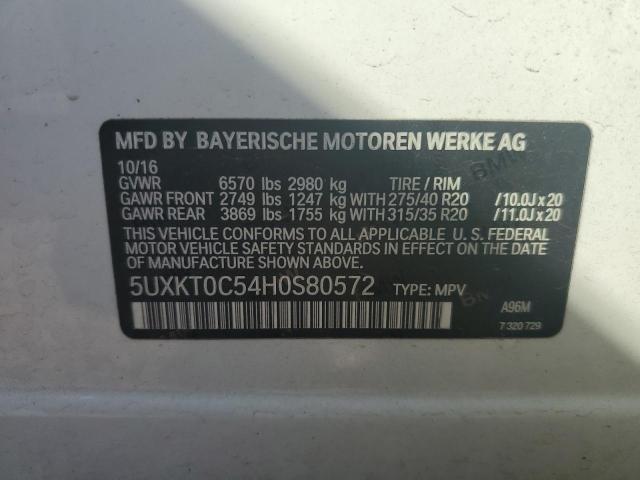 MFD BY BAYERISCHE MOTOREN WERKE AG
10/16
GVWR 6570 lbs 2980 kg TIRE / RIM
GAWR FRONT 2749 lbs 1247 kg WITH 275/40 R20 /10.0J x 20
GAWR REAR 3869 lbs 1755 kg WITH 315/35 R20 /11.0J x 20
THIS VEHICLE CONFORMS TO ALL APPLICABLE U. S. FEDERAL
MOTOR VEHICLE SAFETY STANDARDS IN EFFECT ON THE
DATE OF MANUFACTURE SHOWN ABOVE.
5UXKT0C54H0S80572 TYPE: MPV
A96M
7 320 729